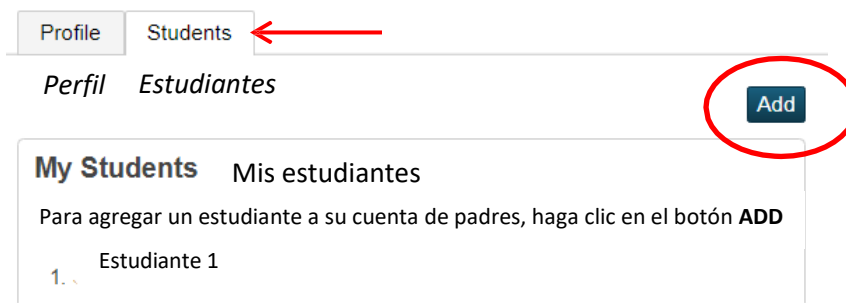 Profile Students
Perfil Estudiantes
Add
My Students Mis estudiantes
Para agregar un estudiante a su cuenta de padres, haga clic en el botón ADD
1. Estudiante 1